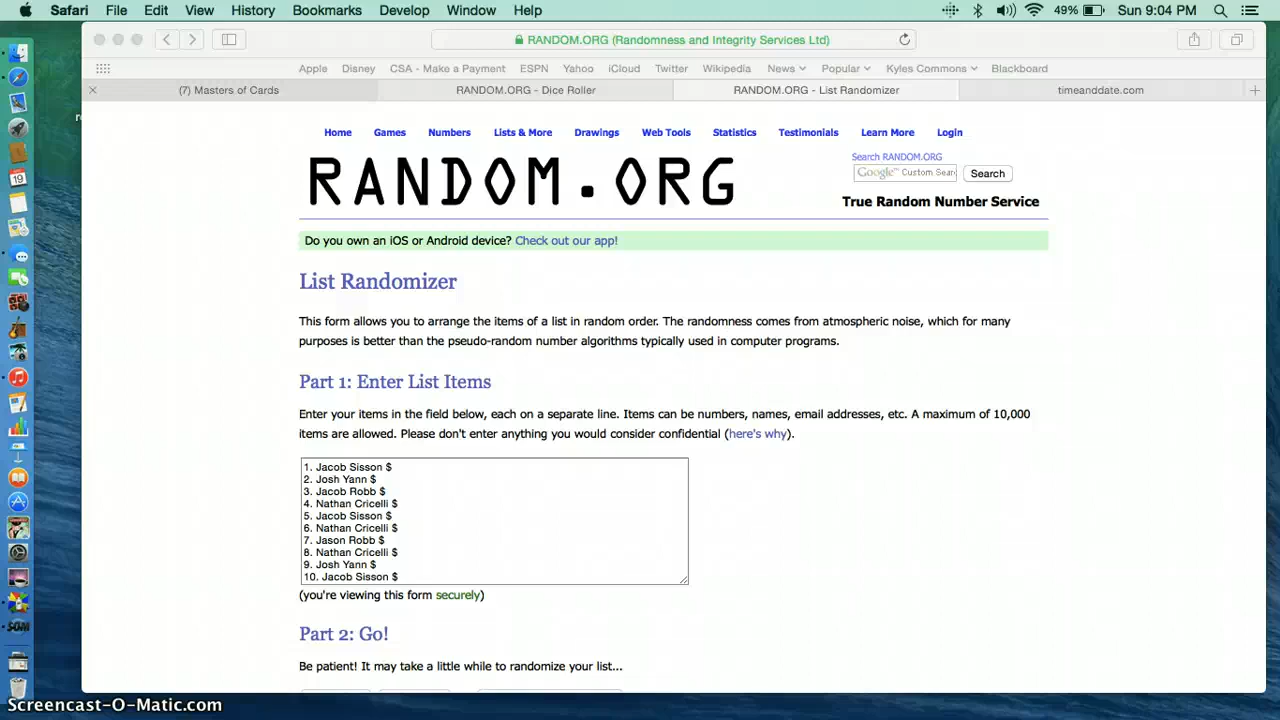 Safari File Edit View History Bookmarks Develop Window Help 49% Sun 9:04 PM
RANDOM.ORG (Randomness and Integrity Services Ltd)
Apple Disney CSA - Make a Payment ESPN Yahoo iCloud Twitter Wikipedia News Popular Kyles Commons Blackboard
(7) Masters of Cards RANDOM.ORG - Dice Roller RANDOM.ORG - List Randomizer timeanddate.com
Home Games Numbers Lists & More Drawings Web Tools Statistics Testimonials Learn More Login
RANDOM.ORG
Search RANDOM.ORG
Google™ Custom Sear Search
True Random Number Service
Do you own an iOS or Android device? Check out our app!
List Randomizer
This form allows you to arrange the items of a list in random order. The randomness comes from atmospheric noise, which for many
purposes is better than the pseudo-random number algorithms typically used in computer programs.
Part 1: Enter List Items
Enter your items in the field below, each on a separate line. Items can be numbers, names, email addresses, etc. A maximum of 10,000
items are allowed. Please don't enter anything you would consider confidential (here's why).
1. Jacob Sisson $
2. Josh Yann $
3. Jacob Robb $
4. Nathan Cricelli $
5. Jacob Sisson $
6. Nathan Cricelli $
7. Jason Robb $
8. Nathan Cricelli $
9. Josh Yann $
10. Jacob Sisson $
(you're viewing this form securely)
Part 2: Go!
Be patient! It may take a little while to randomize your list...
Screencast-O-Matic.com